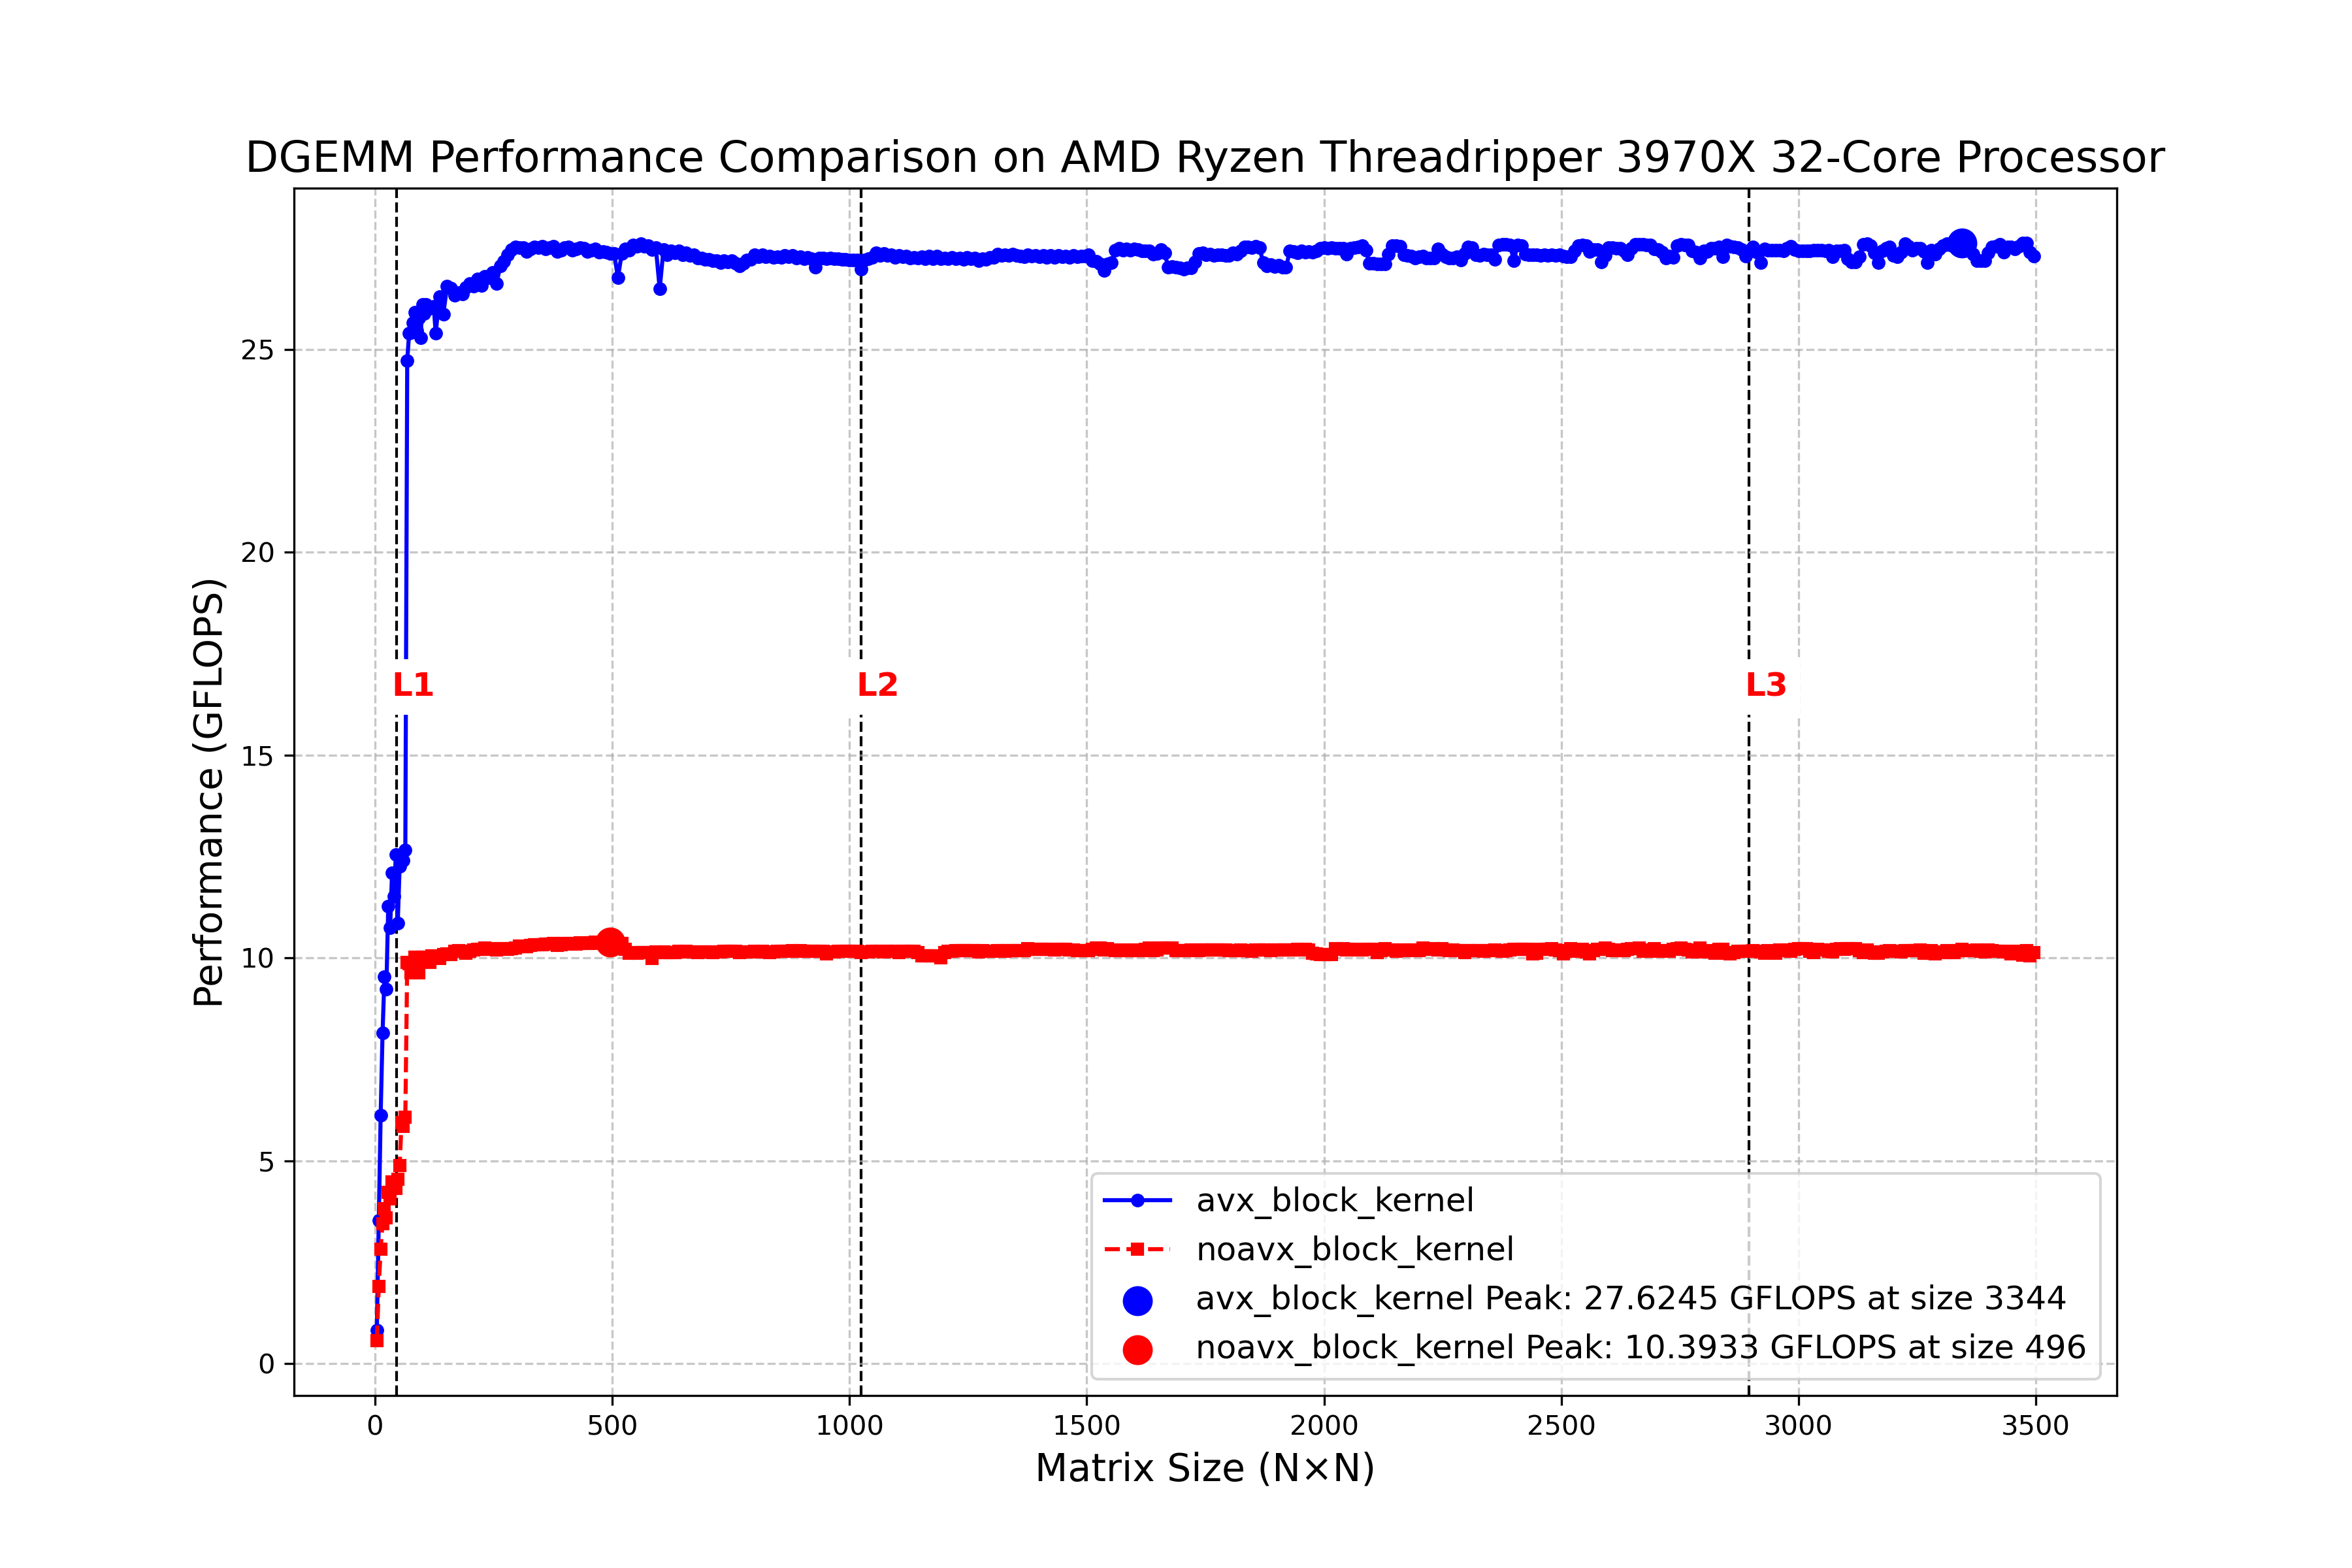 DGEMM Performance Comparison on AMD Ryzen Threadripper 3970X 32-Core Processor
Performance (GFLOPS)
25
20
15
10
5
0
L1
L2
L3
avx_block_kernel
noavx_block_kernel
avx_block_kernel Peak: 27.6245 GFLOPS at size 3344
noavx_block_kernel Peak: 10.3933 GFLOPS at size 496
0 500 1000 1500 2000 2500 3000 3500
Matrix Size (N×N)